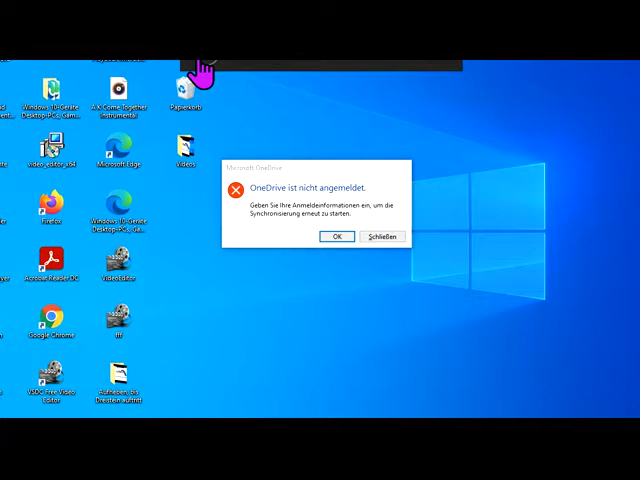 Windows 10-Geräte
Desktop-PCs, Gam...
A.K.Come Together
Instrumental
Papierkorb
video_editor_x64
Microsoft Edge
Videos
Firefox
Windows 10-Geräte
Desktop-PCs, Ga...
Acrobat Reader DC
VideoEditor
Google Chrome
fff
VSDC Free Video
Editor
Aufheben, bis
Dreistein auftritt
Microsoft OneDrive
OneDrive ist nicht angemeldet.
Geben Sie Ihre Anmeldeinformationen ein, um die
Synchronisierung erneut zu starten.
OK
Schließen